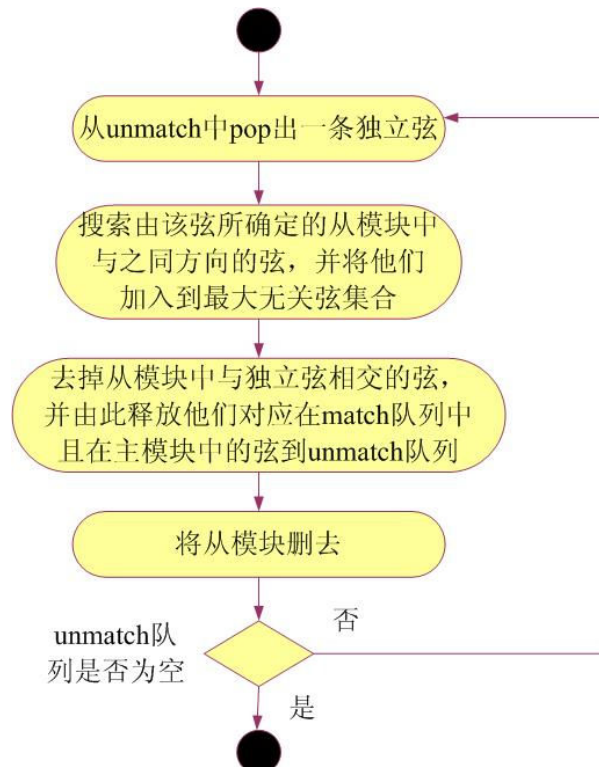 从unmatch中pop出一条独立弦
搜索由该弦所确定的从模块中
与之同方向的弦，并将他们
加入到最大无关弦集合
去掉从模块中与独立弦相交的弦，
并由此释放他们对应在match队列中
且在主模块中的弦到unmatch队列
将从模块删去
unmatch队
列是否为空
否
是